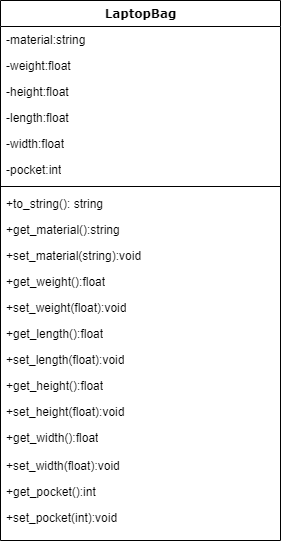 LaptopBag
-material:string
-weight:float
-height:float
-length:float
-width:float
-pocket:int
+to_string(): string
+get_material():string
+set_material(string):void
+get_weight():float
+set_weight(float):void
+get_length():float
+set_length(float):void
+get_height():float
+set_height(float):void
+get_width():float
+set_width(float):void
+get_pocket():int
+set_pocket(int):void